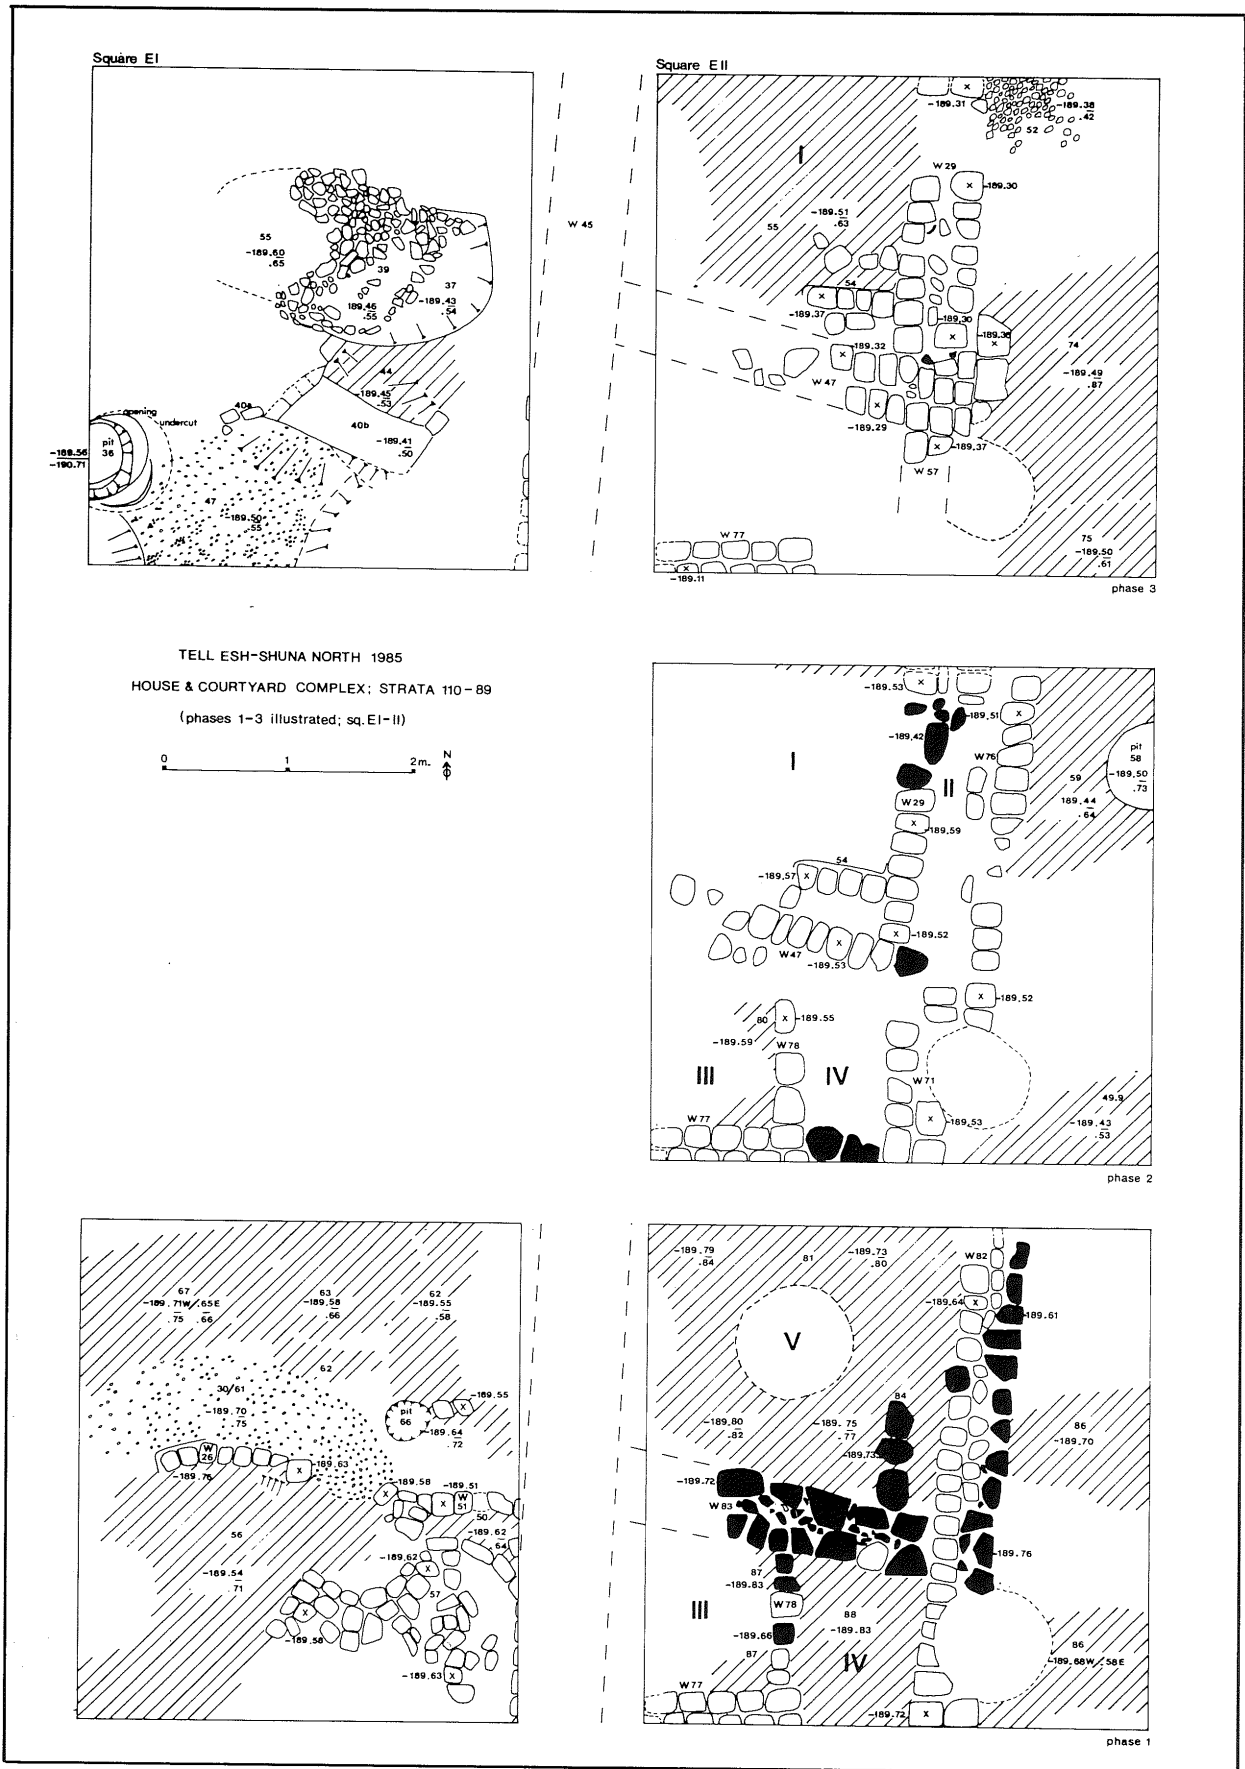 Square EI
55
-189.60
.65
39
189.46
.55
37
-189.43
.54
44
-189.45
.53
40a
40b
-189.41
.50
opening
undercut
pit
36
-189.56
-190.71
47
-189.50
.55
W 45
Square EII
I
-189.31
-189.38
.42
52
W 29
-189.30
-189.51
.63
55
54
-189.37
-189.30
-189.36
-189.32
74
-189.49
.87
W 47
-189.29
-189.37
W 57
W 77
-189.11
75
-189.50
.61
phase 3
TELL ESH-SHUNA NORTH 1985
HOUSE & COURTYARD COMPLEX; STRATA 110-89
(phases 1-3 illustrated; sq. EI-II)
0 1 2m.
N
-189.53
-189.51
-189.42
I
W76
II
59
189.44
.64
pit
58
-189.50
.73
W29
-189.59
54
-189.57
-189.52
W47
-189.53
-189.52
80
-189.55
-189.59
W78
III
IV
W71
W77
-189.53
49.9
-189.43
.53
phase 2
67
-189.71W/.65E
.75 .66
63
-189.58
.66
62
-189.55
.58
62
30/61
-189.70
.75
pit
66
-189.55
-189.64
.72
W
26
-189.76
-189.63
-189.58
-189.51
W
51
50
-189.62
.64
56
-189.54
.71
-189.62
57
-189.58
-189.63
-189.79
.84
81
-189.73
.80
W82
-189.64
-189.61
V
84
-189.80
.82
-189.75
.77
-189.73
86
-189.70
-189.72
W 83
-189.76
87
-189.83
W78
88
-189.83
III
-189.66
87
IV
86
-189.68W/.58E
W77
-189.72
phase 1